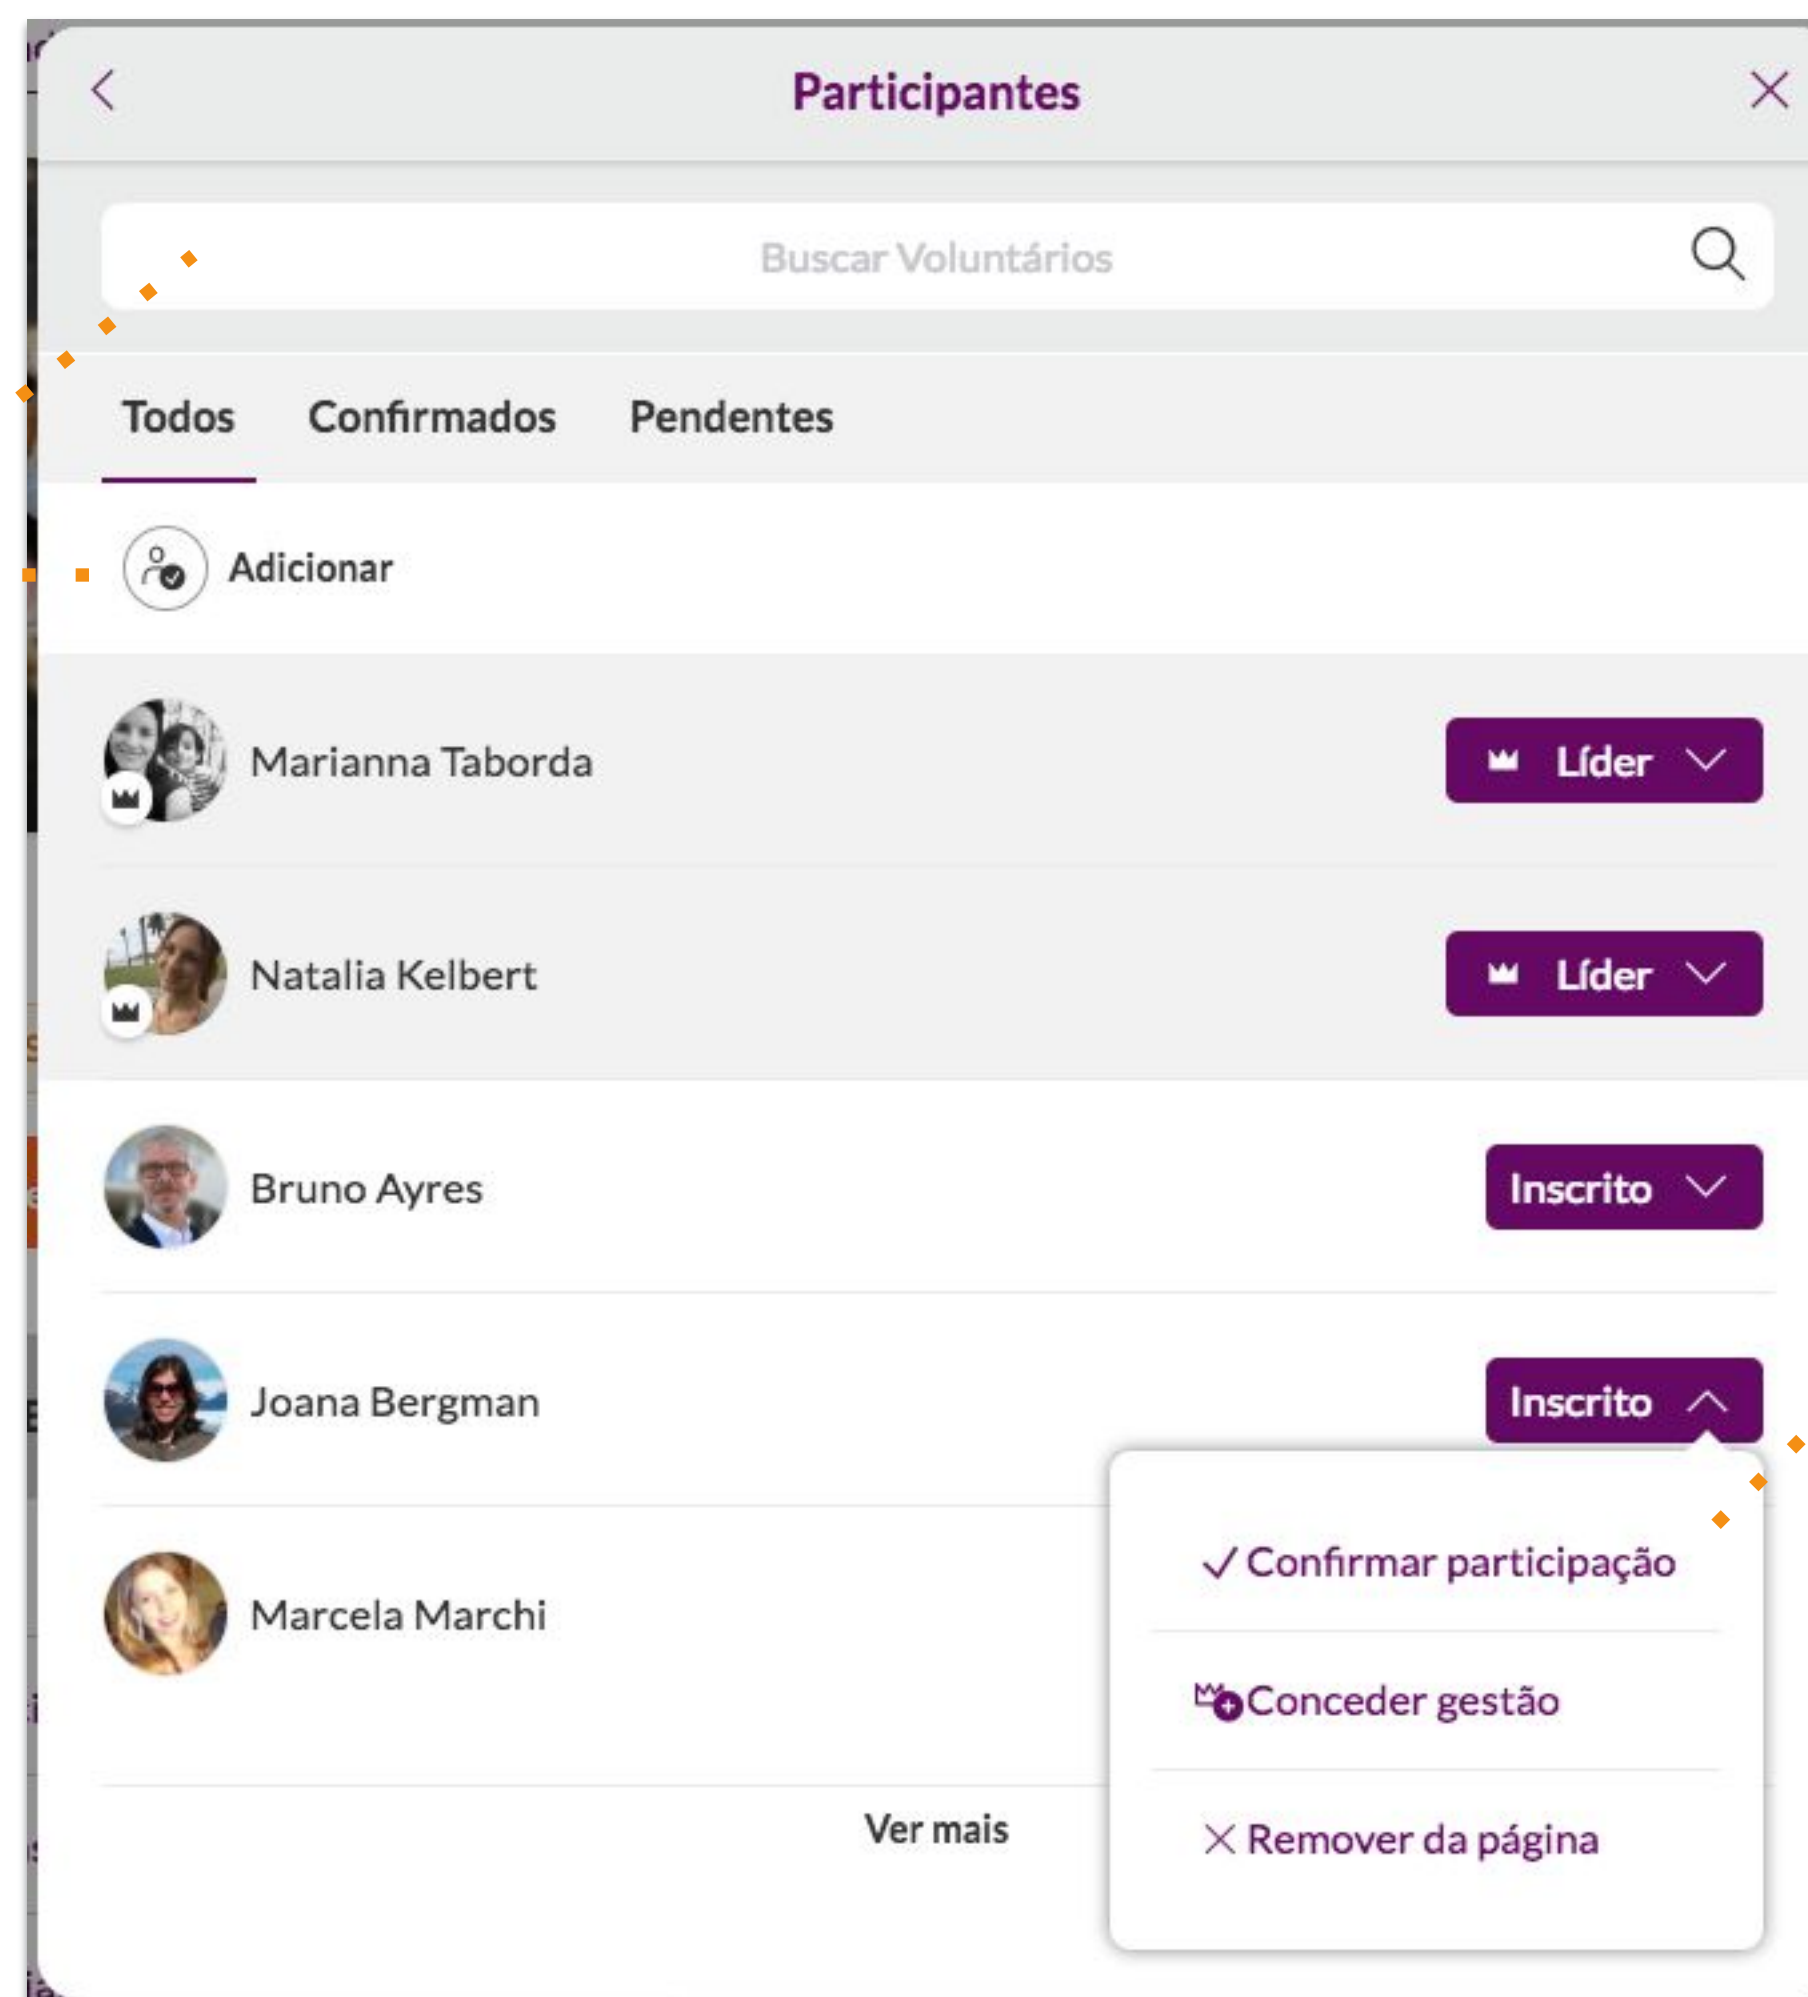 Participantes
Buscar Voluntários
Todos Confirmados Pendentes
Adicionar
Marianna Taborda Líder
Natalia Kelbert Líder
Bruno Ayres Inscrito
Joana Bergman Inscrito
Confirmar participação
Marcela Marchi
Conceder gestão
Ver mais
Remover da página